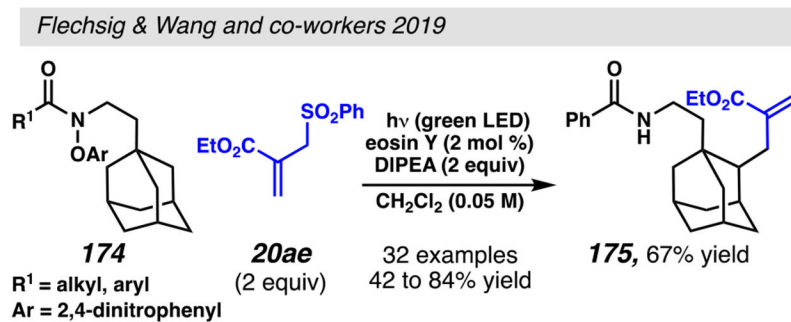 Flechsig & Wang and co-workers 2019
O
R¹
N
OAr
EtO₂C
SO₂Ph
hν (green LED)
eosin Y (2 mol %)
DIPEA (2 equiv)
CH₂Cl₂ (0.05 M)
O
Ph
N
H
EtO₂C
174
20ae
(2 equiv)
32 examples
42 to 84% yield
175, 67% yield
R¹ = alkyl, aryl
Ar = 2,4-dinitrophenyl